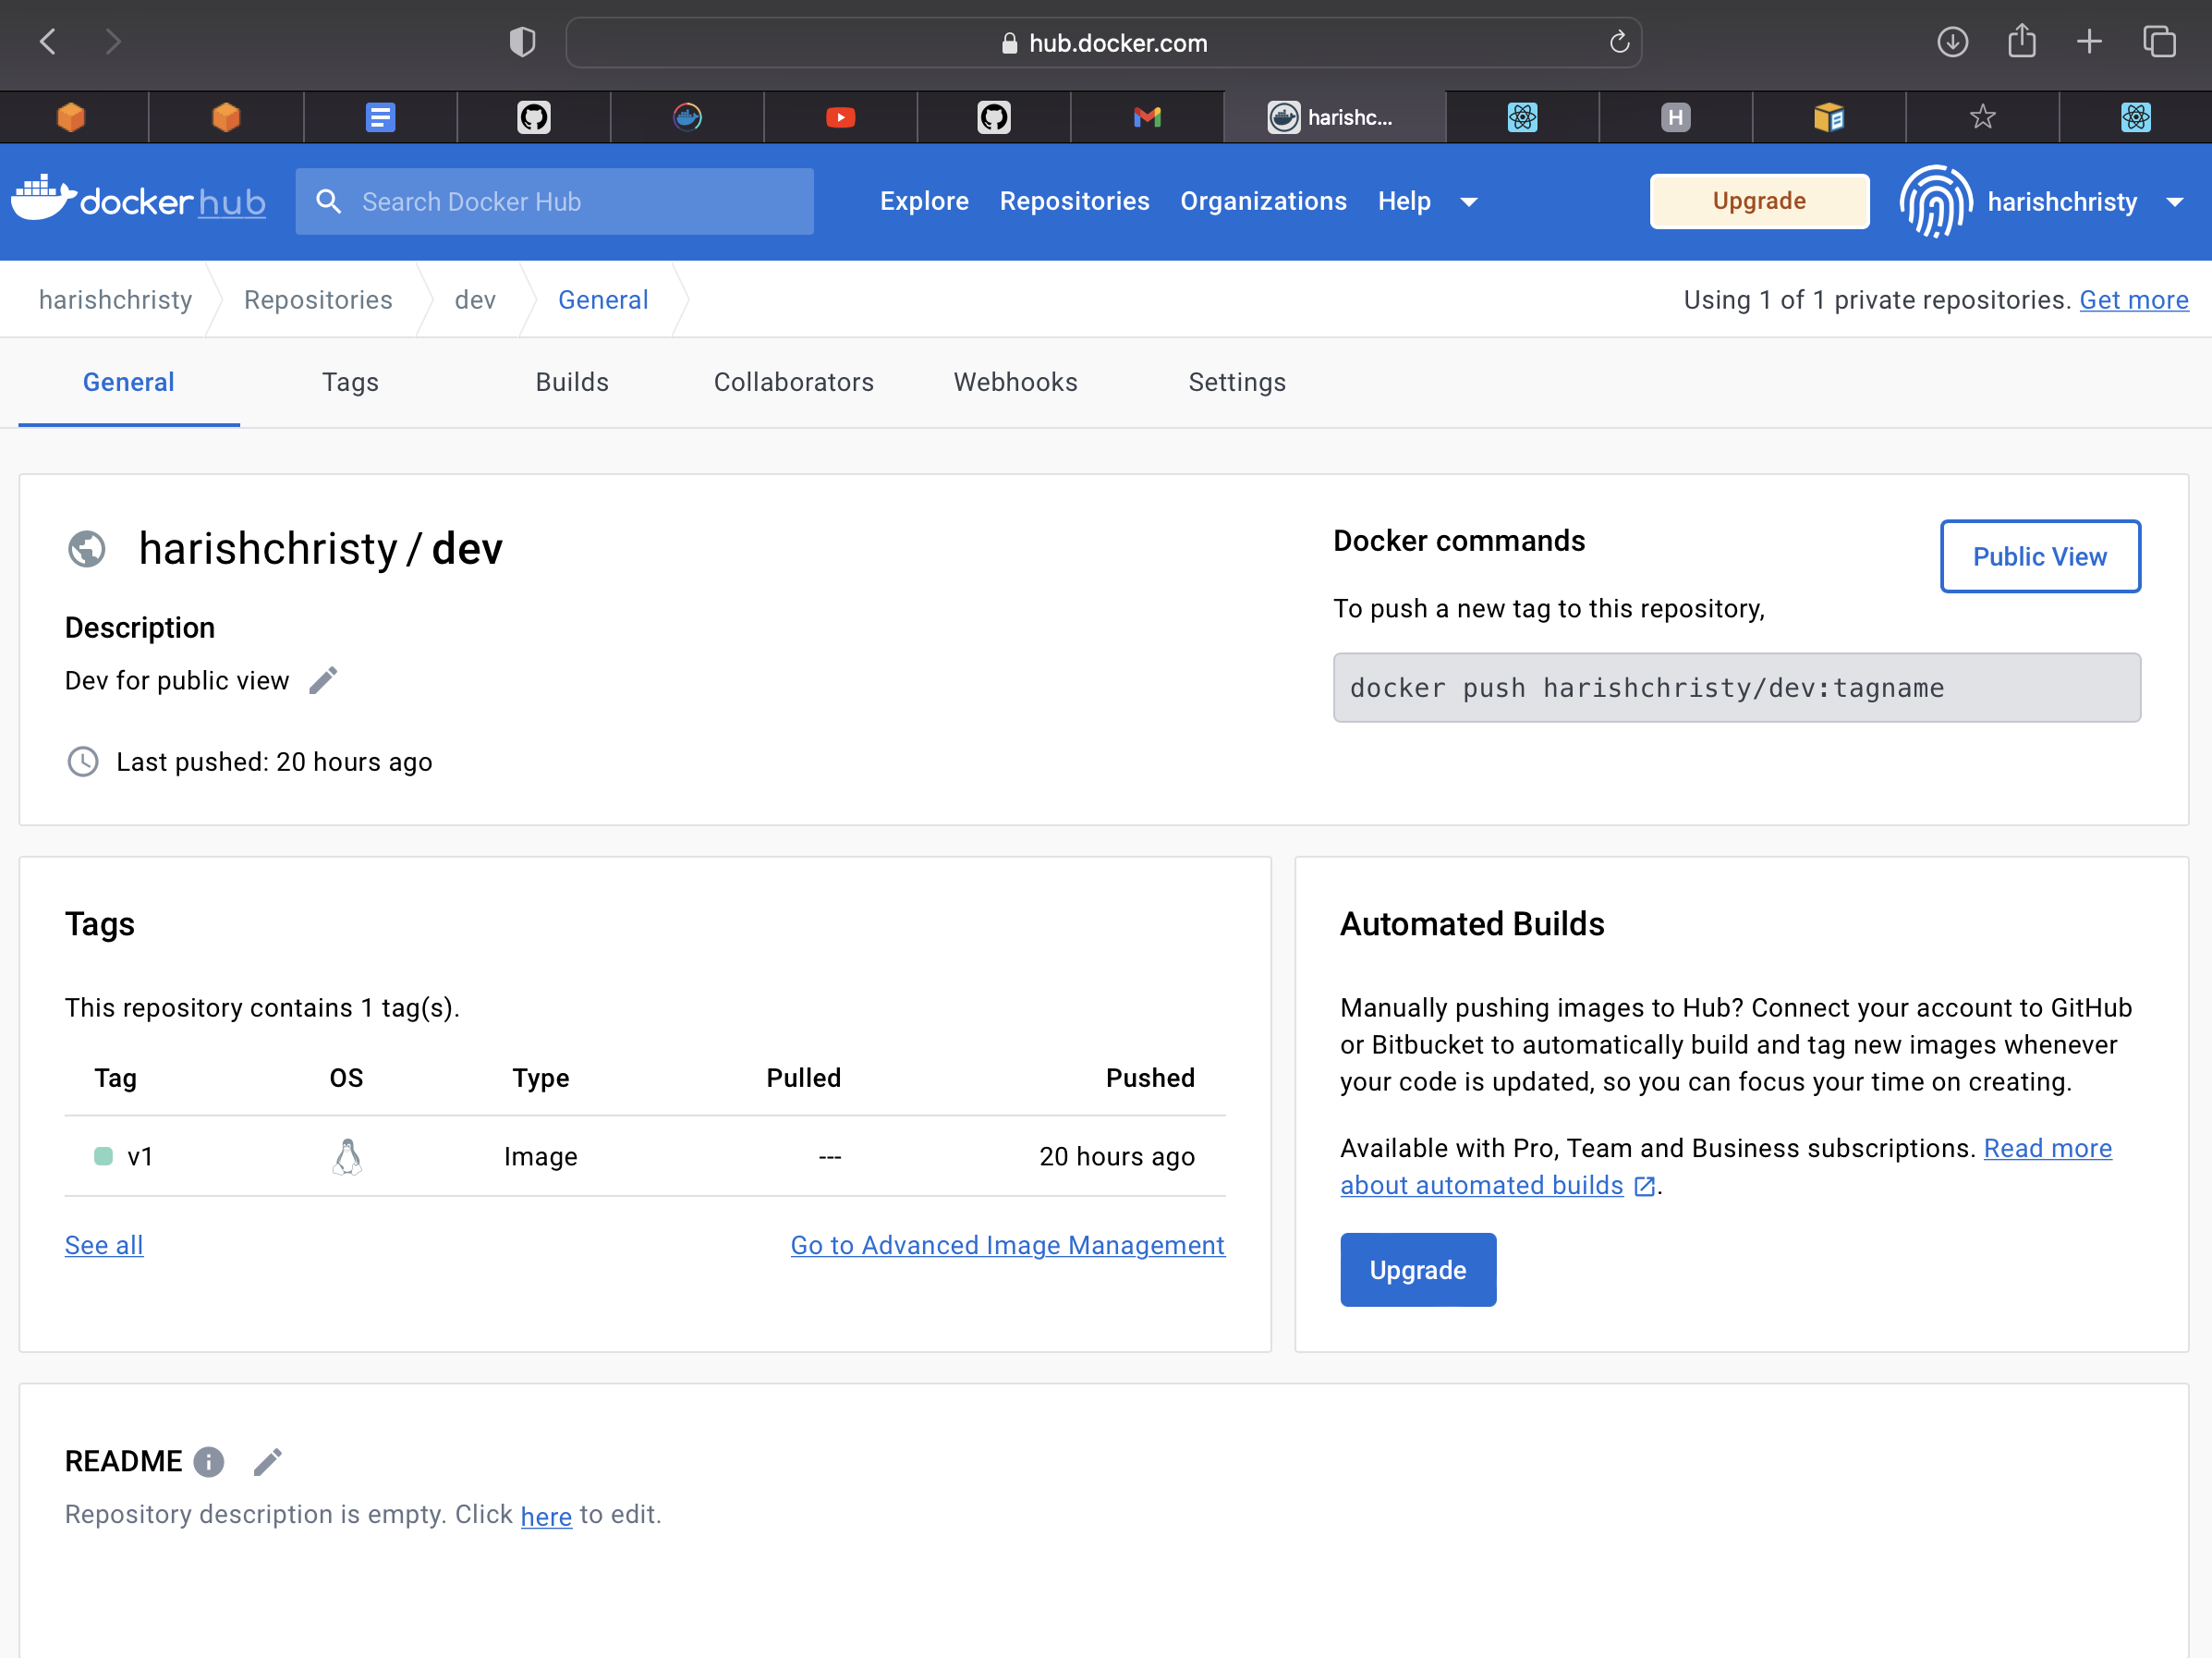 hub.docker.com
harishc...
H
docker hub
Search Docker Hub
Explore
Repositories
Organizations
Help
Upgrade
harishchristy
harishchristy
Repositories
dev
General
Using 1 of 1 private repositories. Get more
General
Tags
Builds
Collaborators
Webhooks
Settings
harishchristy / dev
Description
Dev for public view
Last pushed: 20 hours ago
Docker commands
Public View
To push a new tag to this repository,
docker push harishchristy/dev:tagname
Tags
This repository contains 1 tag(s).
Tag OS Type Pulled Pushed
v1 Image --- 20 hours ago
See all
Go to Advanced Image Management
Automated Builds
Manually pushing images to Hub? Connect your account to GitHub
or Bitbucket to automatically build and tag new images whenever
your code is updated, so you can focus your time on creating.
Available with Pro, Team and Business subscriptions. Read more
about automated builds .
Upgrade
README
Repository description is empty. Click here to edit.